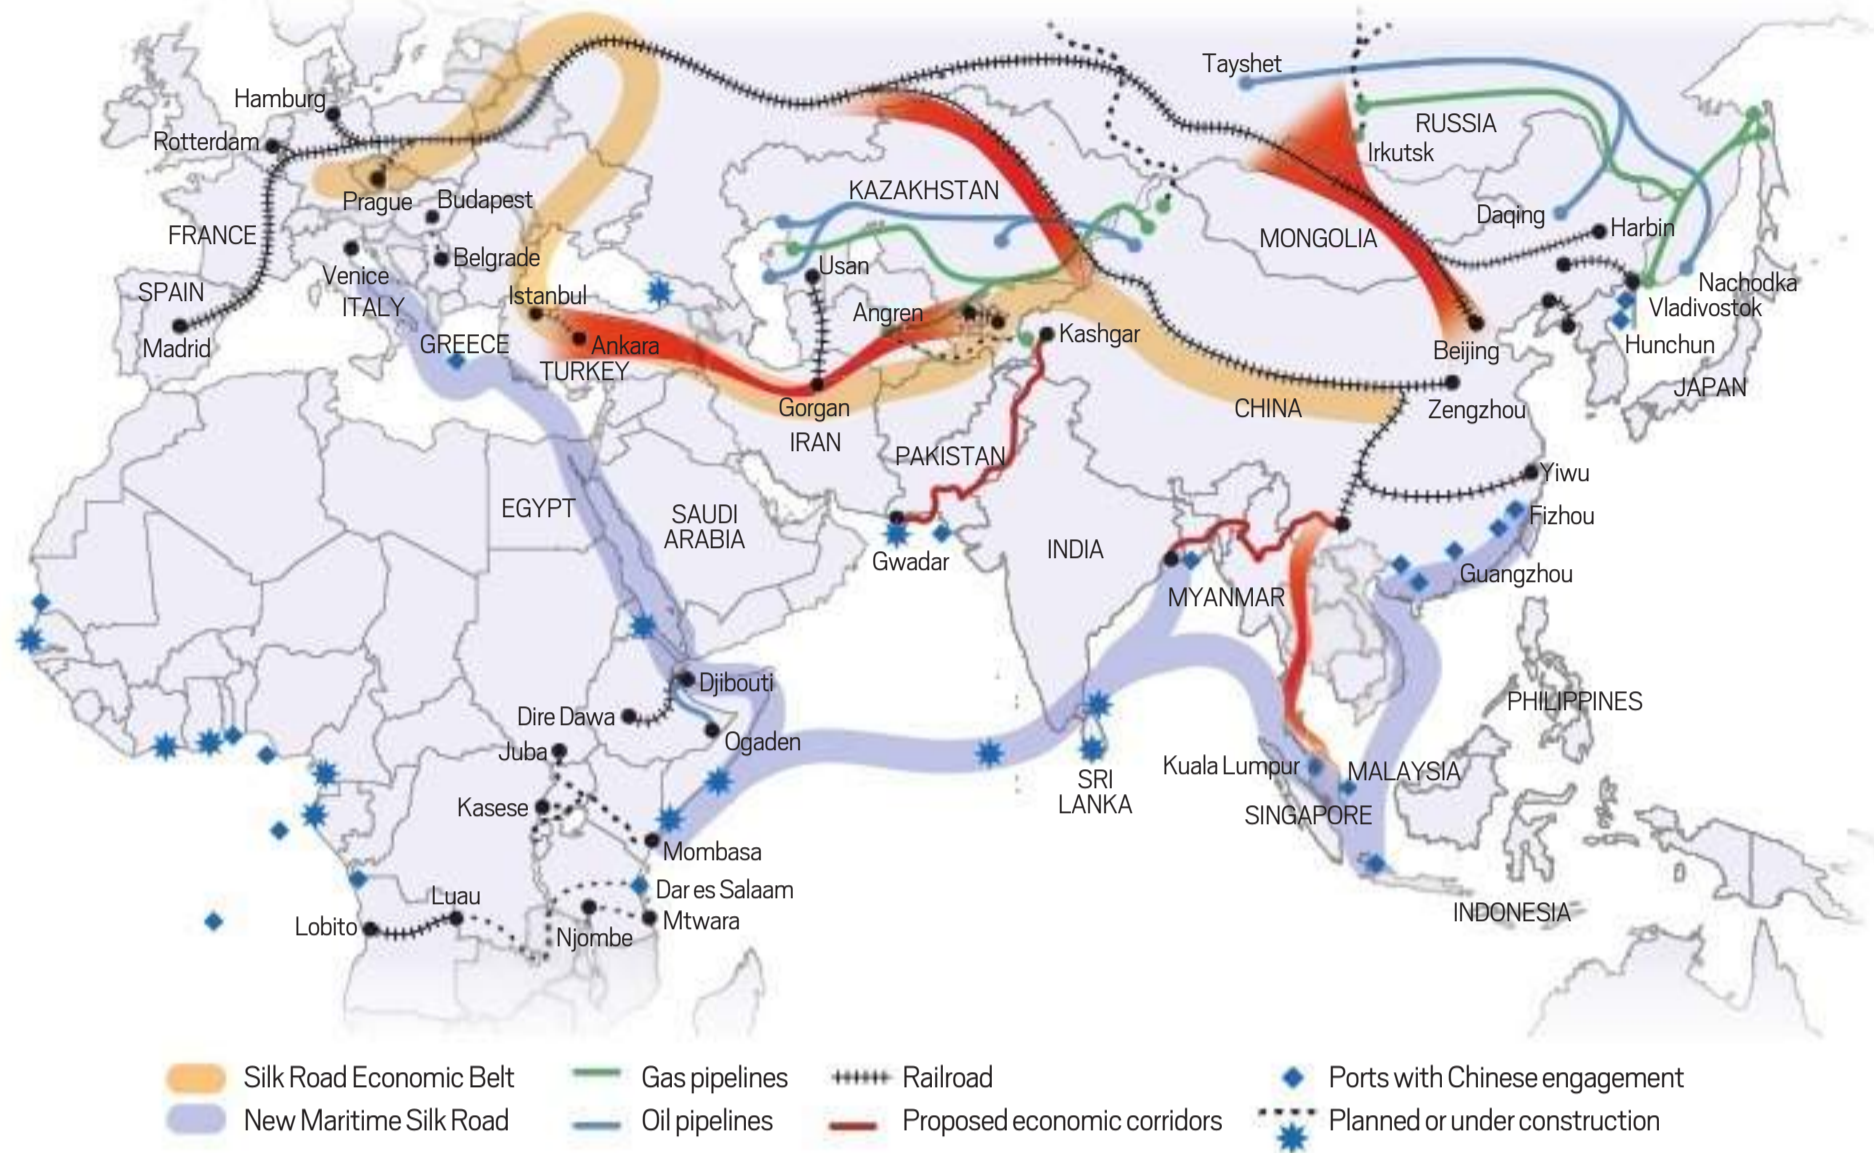 Tayshet
Hamburg
RUSSIA
Rotterdam
Irkutsk
KAZAKHSTAN
Prague
Budapest
Daqing
Harbin
FRANCE
MONGOLIA
Belgrade
Usan
Venice
Nachodka
SPAIN
Istanbul
ITALY
Vladivostok
Angren
Kashgar
Madrid
GREECE
Ankara
Beijing
Hunchun
TURKEY
JAPAN
Gorgan
CHINA
Zengzhou
IRAN
PAKISTAN
Yiwu
EGYPT
SAUDI
ARABIA
Fizhou
INDIA
Gwadar
Guangzhou
MYANMAR
Djibouti
PHILIPPINES
Dire Dawa
Ogaden
Juba
Kuala Lumpur
MALAYSIA
SRI
LANKA
Kasese
SINGAPORE
Mombasa
Dar es Salaam
Luau
Lobito
Mtwara
Njombe
INDONESIA
Silk Road Economic Belt
Gas pipelines
Railroad
Ports with Chinese engagement
New Maritime Silk Road
Oil pipelines
Proposed economic corridors
Planned or under construction